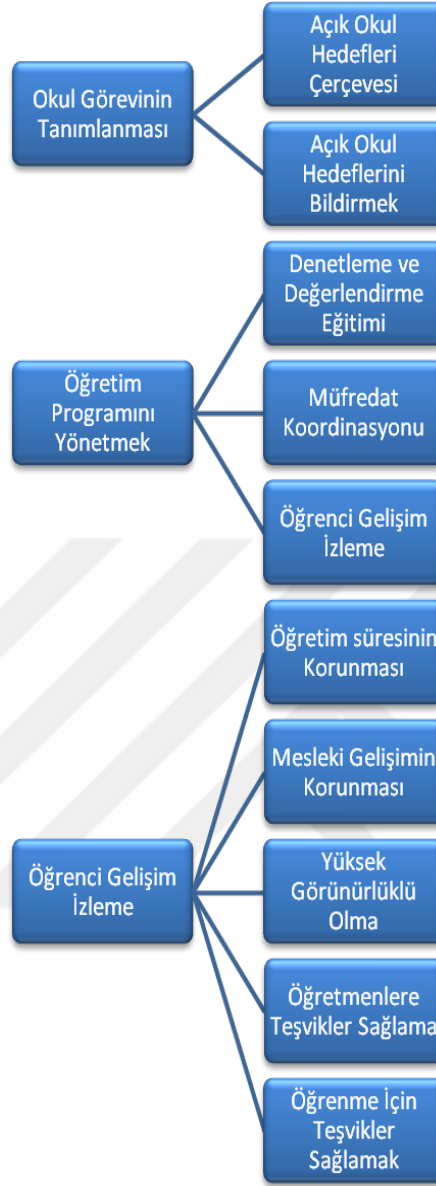 Okul Görevinin
Tanımlanması
Açık Okul
Hedefleri
Çerçevesi
Açık Okul
Hedeflerini
Bildirmek
Öğretim
Programını
Yönetmek
Denetleme ve
Değerlendirme
Eğitimi
Müfredat
Koordinasyonu
Öğrenci Gelişim
İzleme
Öğrenci Gelişim
İzleme
Öğretim süresinin
Korunması
Mesleki Gelişimin
Korunması
Yüksek
Görünürlüklü
Olma
Öğretmenlere
Teşvikler Sağlama
Öğrenme İçin
Teşvikler
Sağlamak